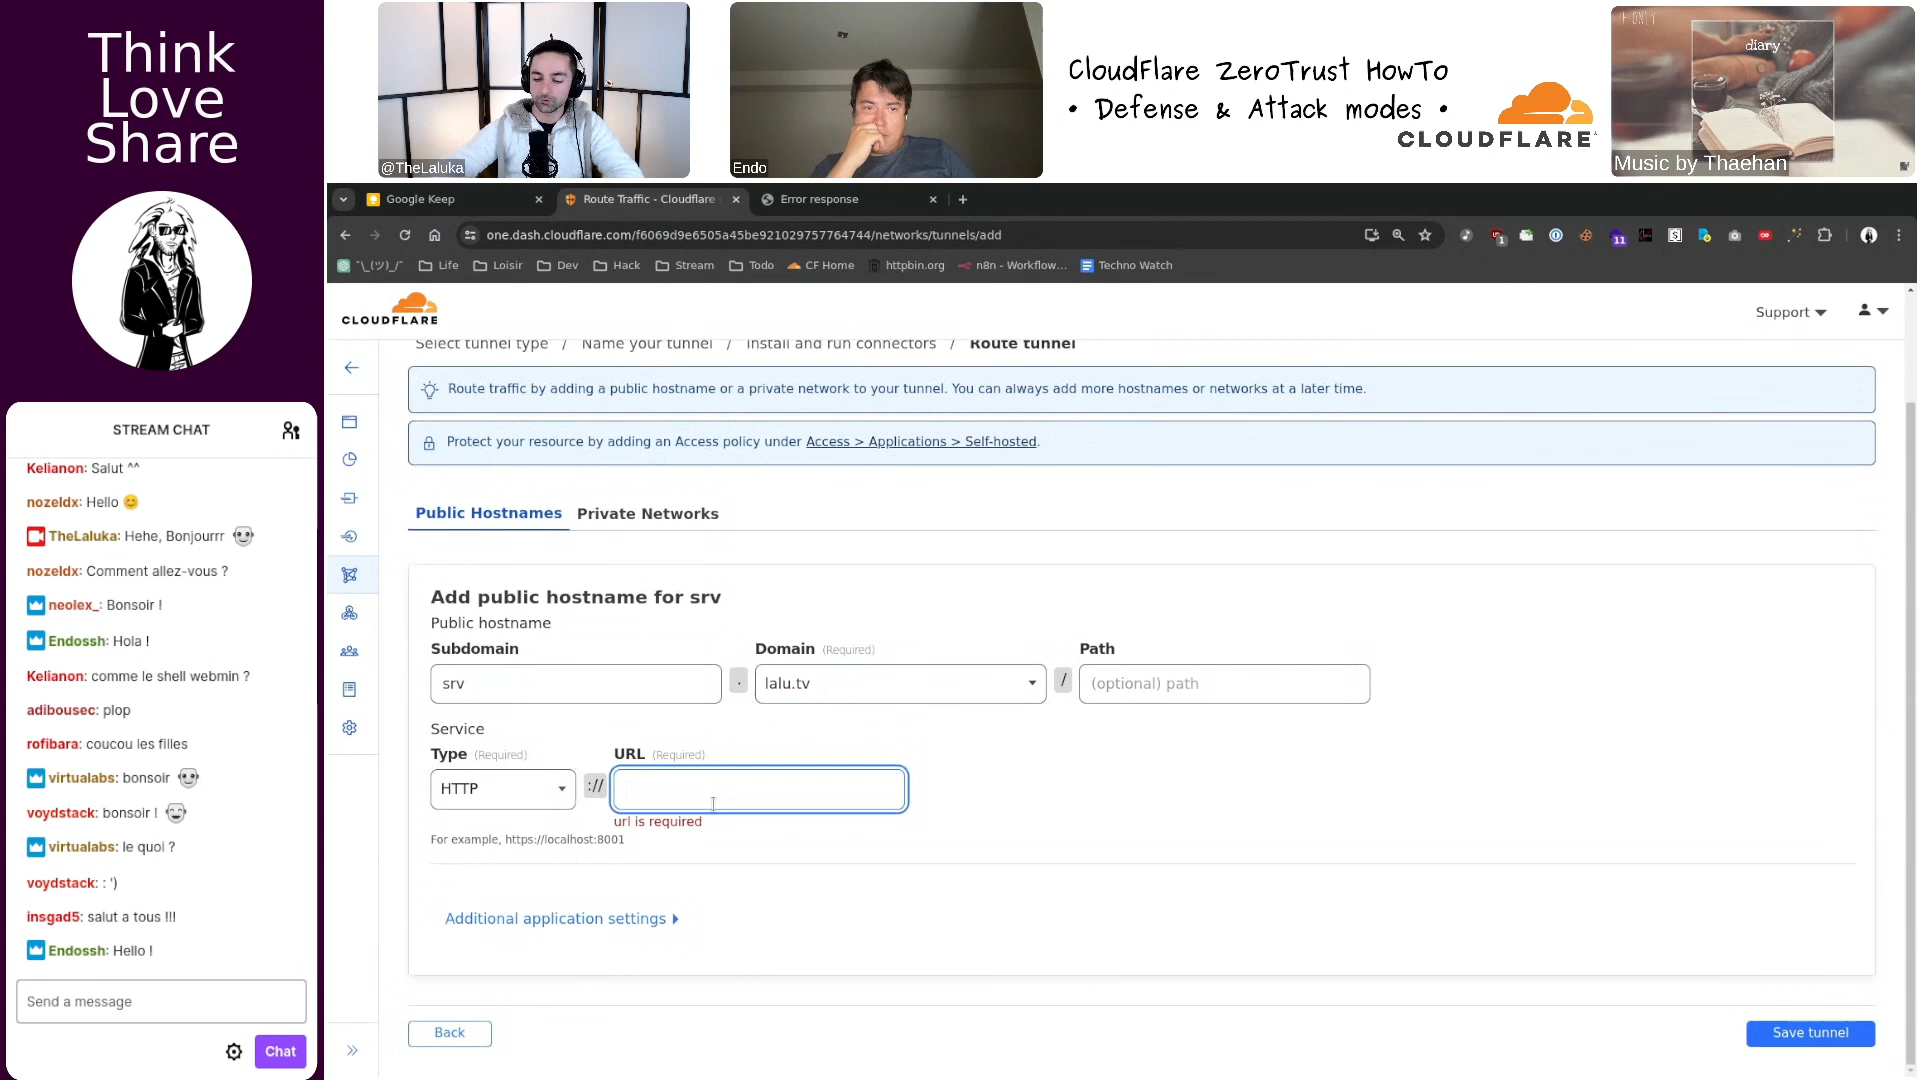 Think
Love
Share
STREAM CHAT
Kelianon: Salut ^^
nozeldx: Hello 😊
TheLaluka: Hehe, Bonjourrr
nozeldx: Comment allez-vous ?
neolex_: Bonsoir !
Endossh: Hola !
Kelianon: comme le shell webmin ?
adibousec: plop
rofibara: coucou les filles
virtualabs: bonsoir
voydstack: bonsoir !
virtualabs: le quoi ?
voydstack: : ')
insgad5: salut a tous !!!
Endossh: Hello !
Send a message
Chat
@TheLaluka
Endo
CloudFlare ZeroTrust HowTo
• Defense & Attack modes •
CLOUDFLARE
IF ONLY
diary
Music by Thaehan
Google Keep
Route Traffic - Cloudflare
Error response
one.dash.cloudflare.com/f6069d9e6505a45be921029757764744/networks/tunnels/add
1
11
¯\_(ツ)_/¯
Life
Loisir
Dev
Hack
Stream
Todo
CF Home
httpbin.org
n8n - Workflow...
Techno Watch
CLOUDFLARE
Support
Select tunnel type / Name your tunnel / Install and run connectors / Route tunnel
Route traffic by adding a public hostname or a private network to your tunnel. You can always add more hostnames or networks at a later time.
Protect your resource by adding an Access policy under Access > Applications > Self-hosted.
Public Hostnames Private Networks
Add public hostname for srv
Public hostname
Subdomain Domain (Required) Path
srv . lalu.tv / (optional) path
Service
Type (Required) URL (Required)
HTTP ://
url is required
For example, https://localhost:8001
Additional application settings
Back
Save tunnel